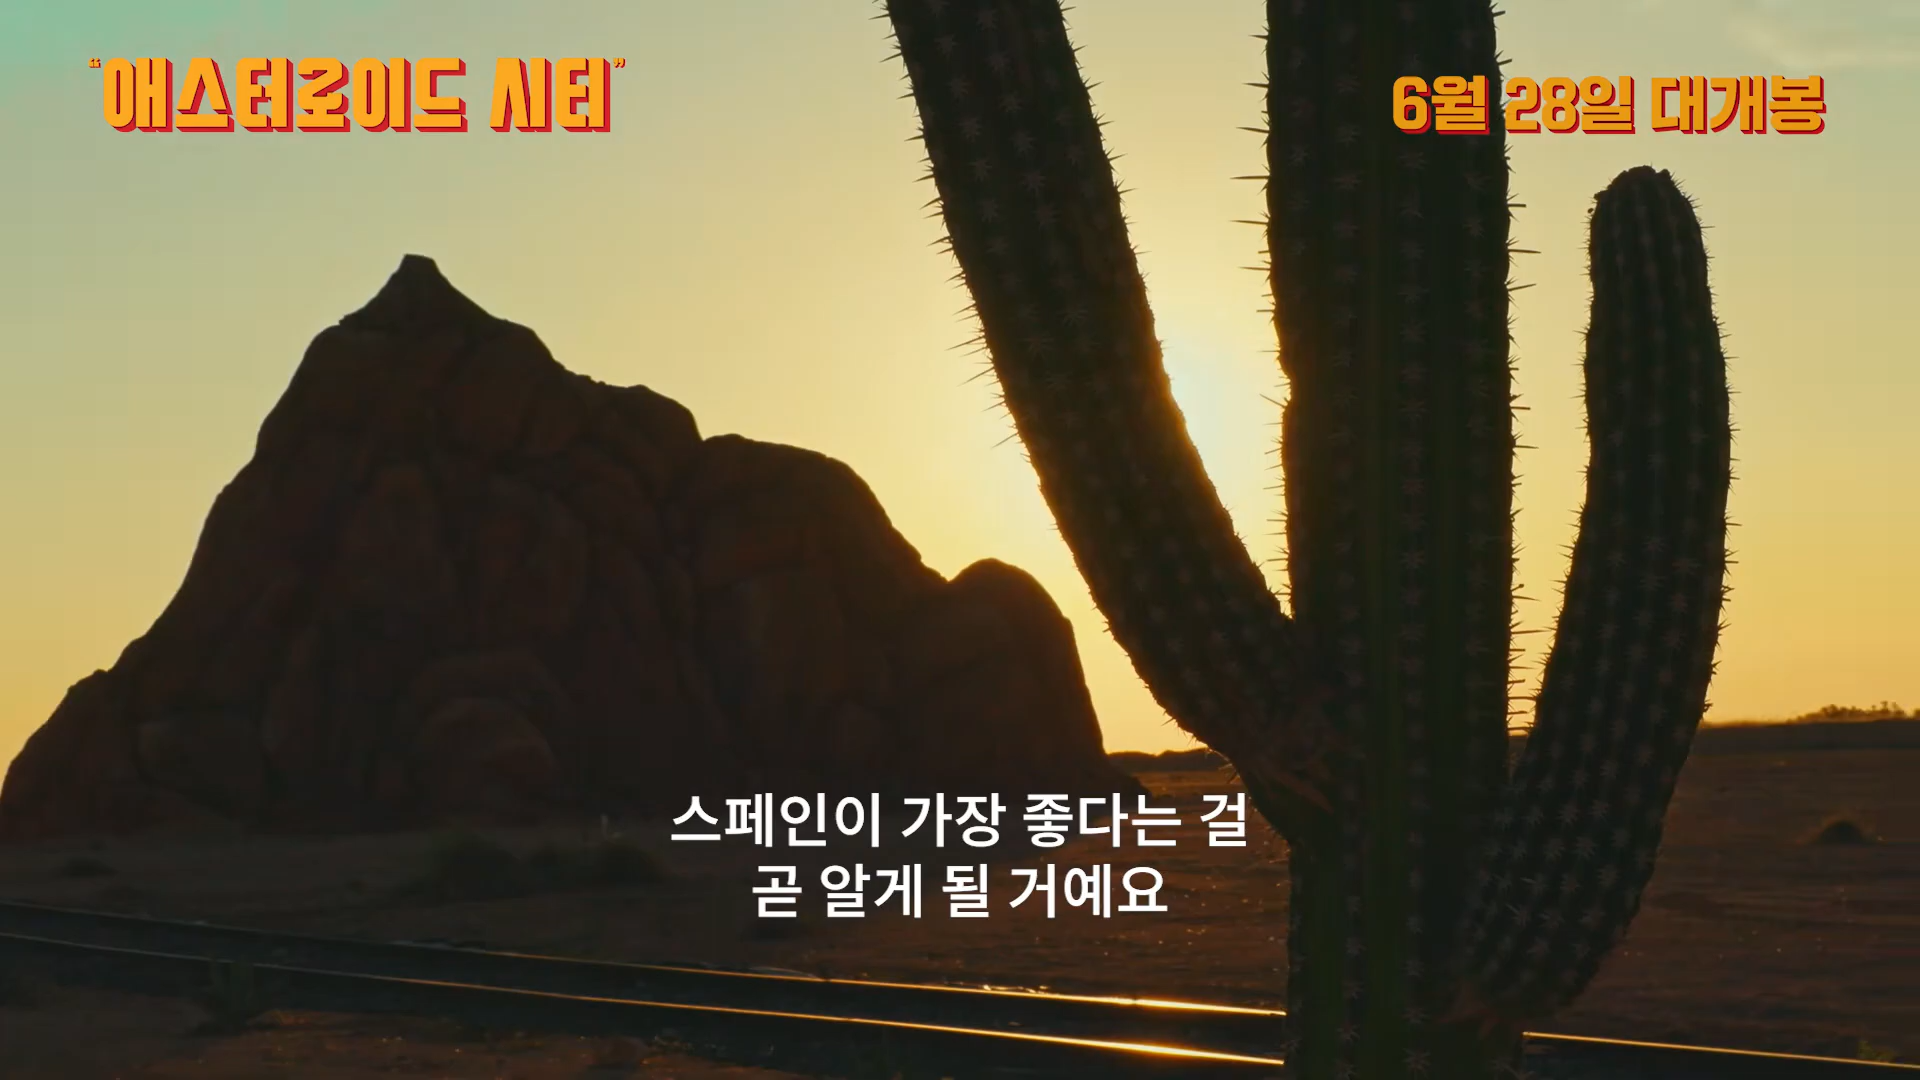 “애스터로이드 시티”
6월 28일 대개봉
스페인이 가장 좋다는 걸
곧 알게 될 거예요